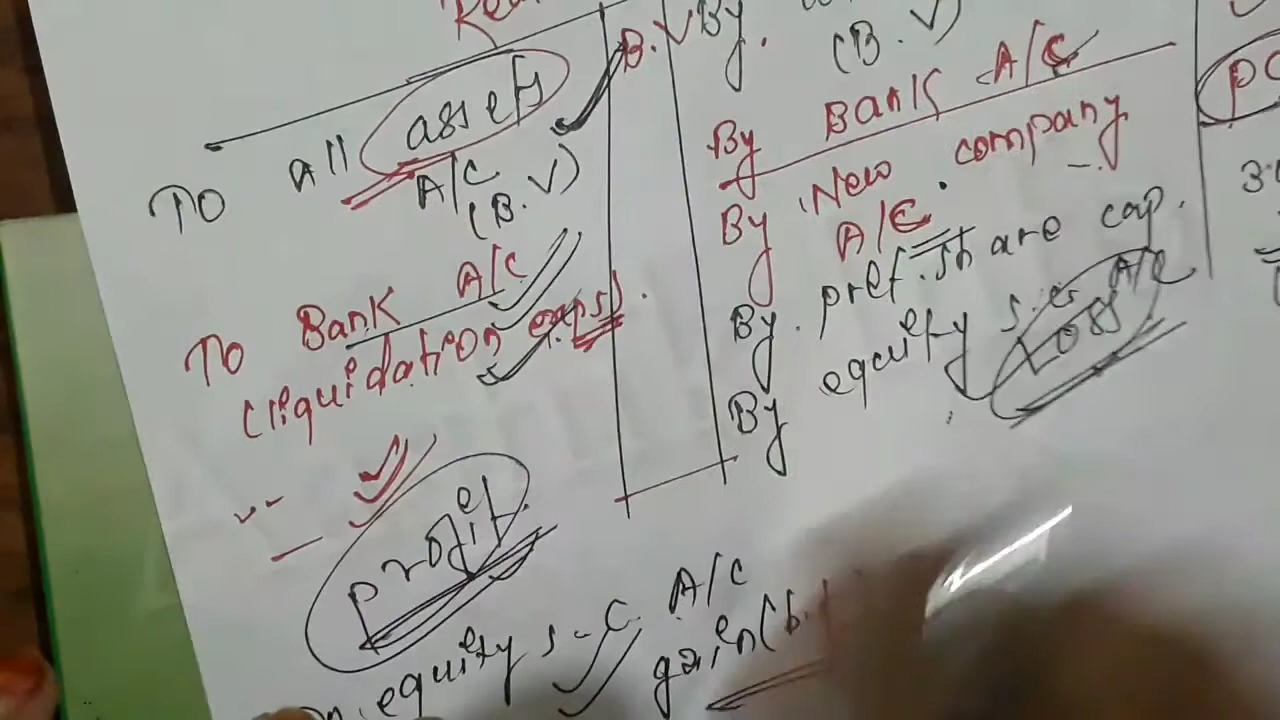 B.V
TO all assets
A/C
(B.V)
TO Bank A/C
(liquidation exps).
profit
equity s.C. A/C
gain(b.
By.
(B.V)
By Bank A/C
By New company
A/C
By pref.share cap.
By equity s.c A/C
Loss